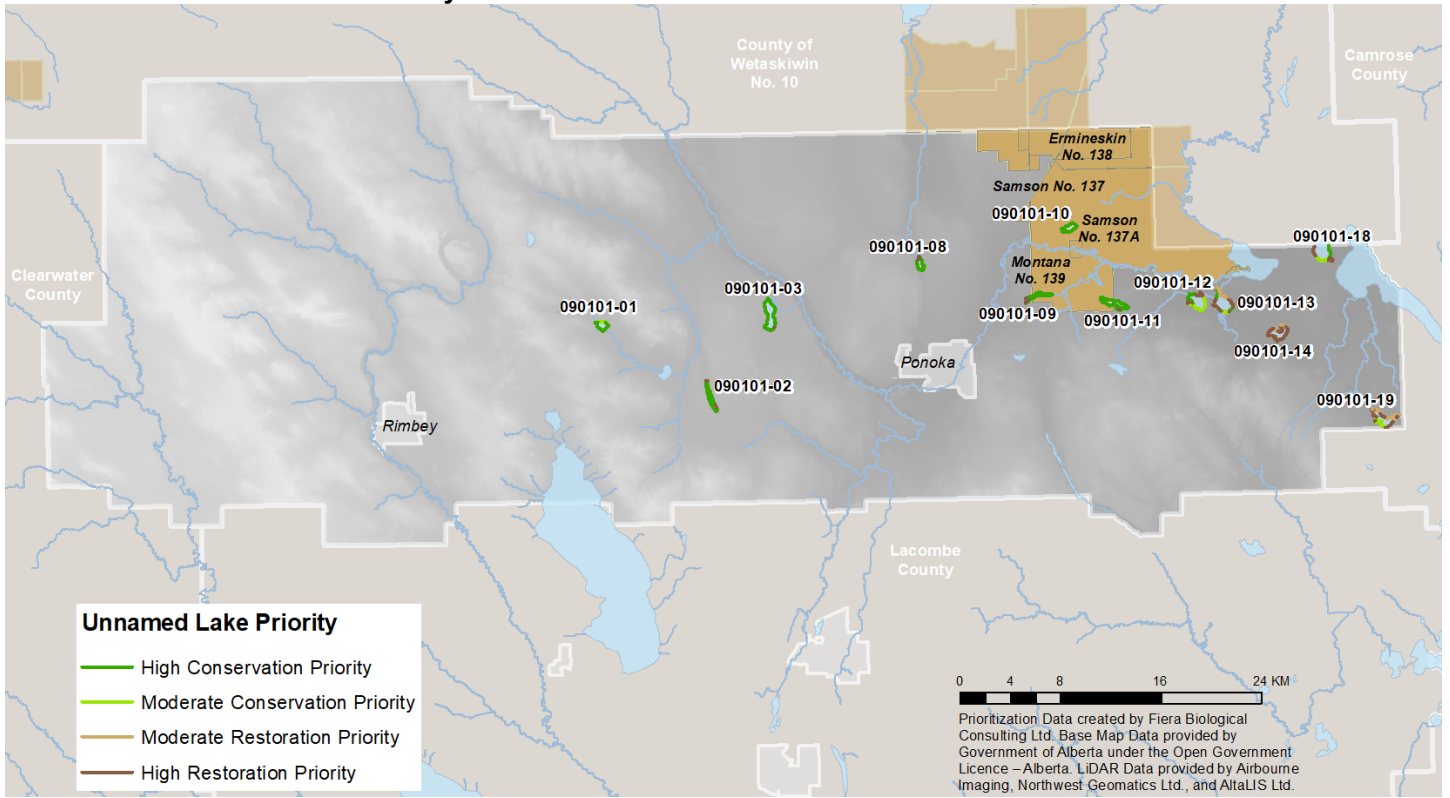 County of
Wetaskiwin
No. 10
Camrose
County
Ermineskin
No. 138
Samson No. 137
090101-10
Samson
No. 137A
090101-18
090101-08
Montana
No. 139
Clearwater
County
090101-12
090101-03
090101-01
090101-13
090101-09
090101-11
090101-14
Ponoka
090101-02
090101-19
Rimbey
Lacombe
County
Unnamed Lake Priority
High Conservation Priority
Moderate Conservation Priority
Moderate Restoration Priority
High Restoration Priority
0 4 8 16 24 KM
Prioritization Data created by Fiera Biological
Consulting Ltd. Base Map Data provided by
Government of Alberta under the Open Government
Licence – Alberta. LiDAR Data provided by Airbourne
Imaging, Northwest Geomatics Ltd., and AltaLIS Ltd.